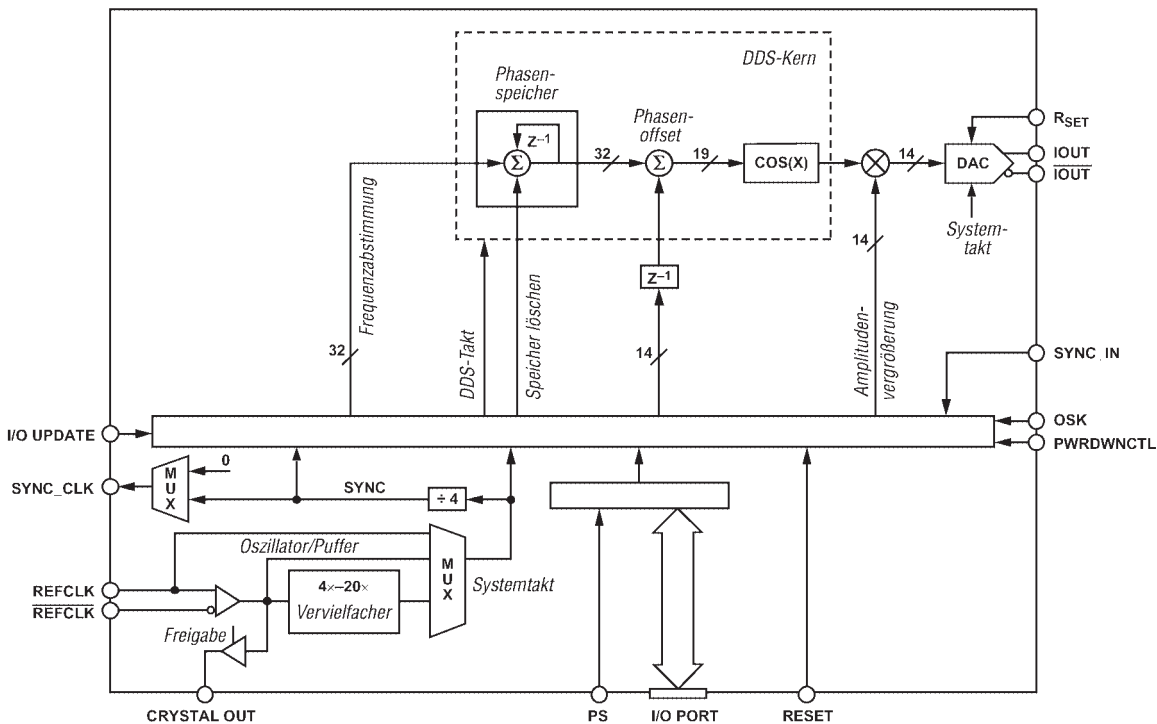 DDS-Kern
Phasen-
speicher
Z⁻¹
Σ
32
Phasen-
offset
Σ
19
COS(X)
14
DAC
RSET
IOUT
IOUT
System-
takt
14
Z⁻¹
Frequenzabstimmung
32
DDS-Takt
Speicher löschen
14
Amplituden-
vergrößerung
SYNC_IN
I/O UPDATE
OSK
PWRDWNCTL
SYNC_CLK
MUX
0
SYNC
÷ 4
Oszillator/Puffer
REFCLK
REFCLK
4×–20×
Vervielfacher
MUX
Systemtakt
Freigabe
CRYSTAL OUT
PS
I/O PORT
RESET